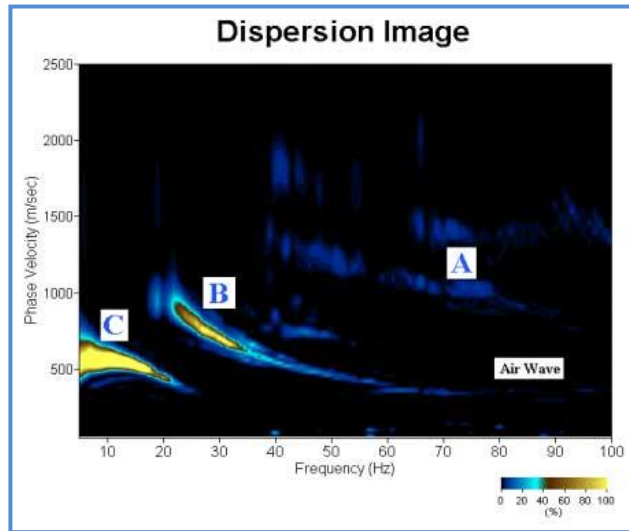 Dispersion Image
2500
2000
1500
1000
500
Phase Velocity (m/sec)
A
B
C
Air Wave
10 20 30 40 50 60 70 80 90 100
Frequency (Hz)
0 20 40 60 80 100
(%)